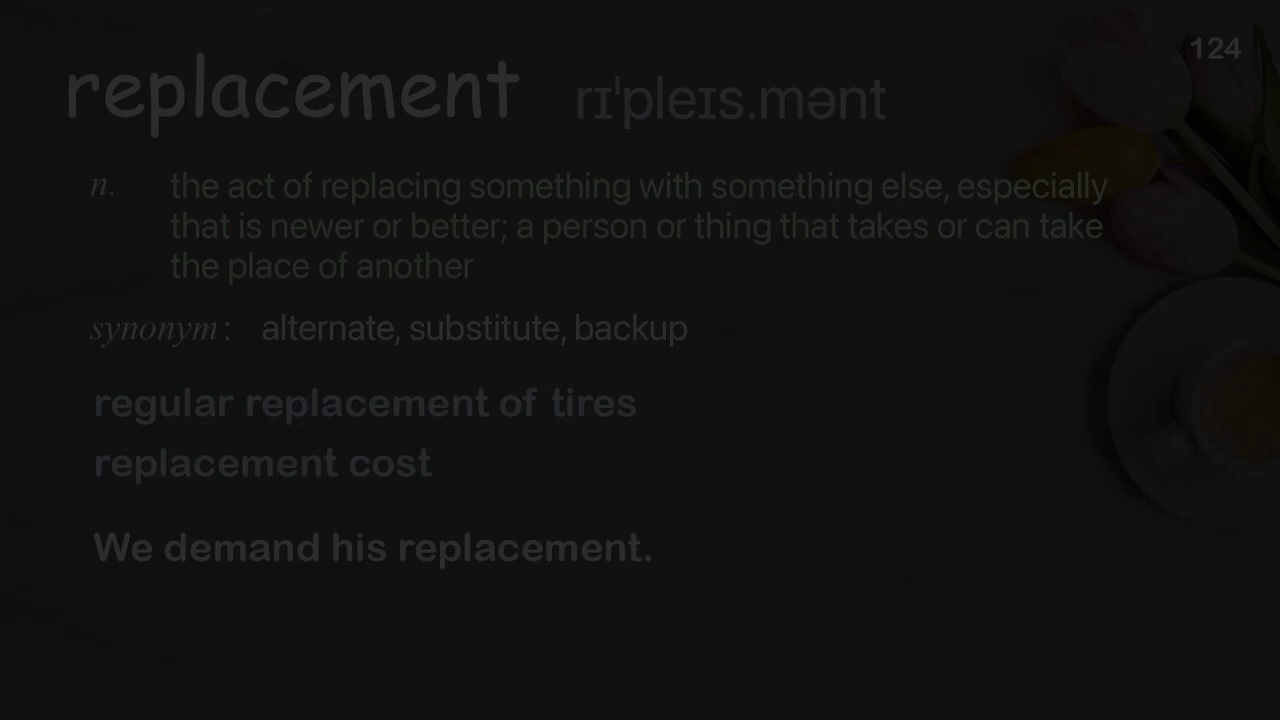 124
replacement rɪˈpleɪs.mənt
n. the act of replacing something with something else, especially
that is newer or better; a person or thing that takes or can take
the place of another
synonym: alternate, substitute, backup
regular replacement of tires
replacement cost
We demand his replacement.